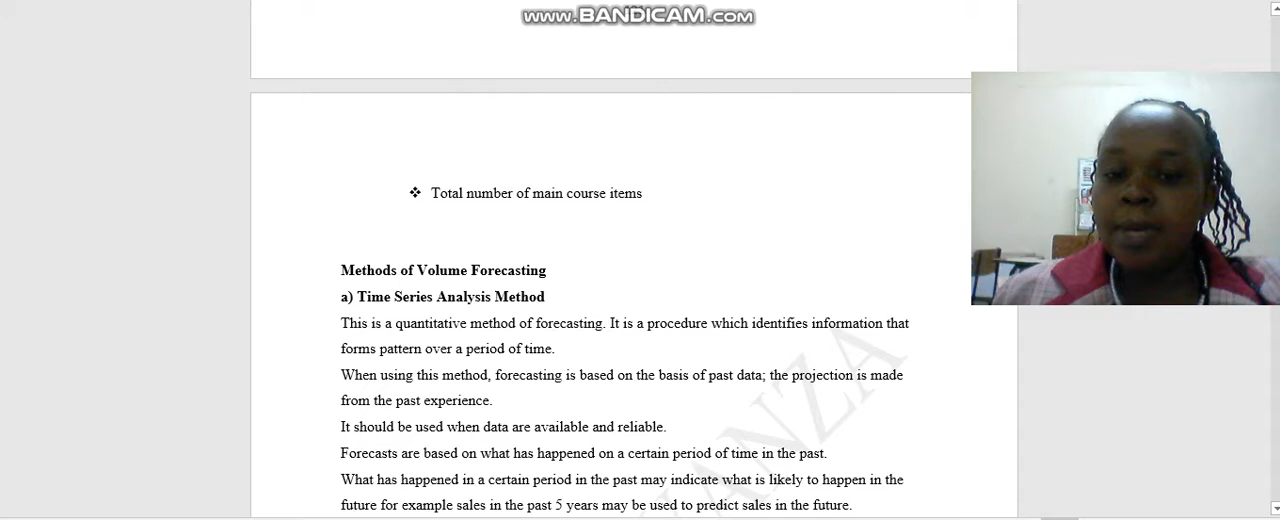 www.BANDICAM.com
❖ Total number of main course items
Methods of Volume Forecasting
a) Time Series Analysis Method
This is a quantitative method of forecasting. It is a procedure which identifies information that
forms pattern over a period of time.
When using this method, forecasting is based on the basis of past data; the projection is made
from the past experience.
It should be used when data are available and reliable.
Forecasts are based on what has happened on a certain period of time in the past.
What has happened in a certain period in the past may indicate what is likely to happen in the
future for example sales in the past 5 years may be used to predict sales in the future.